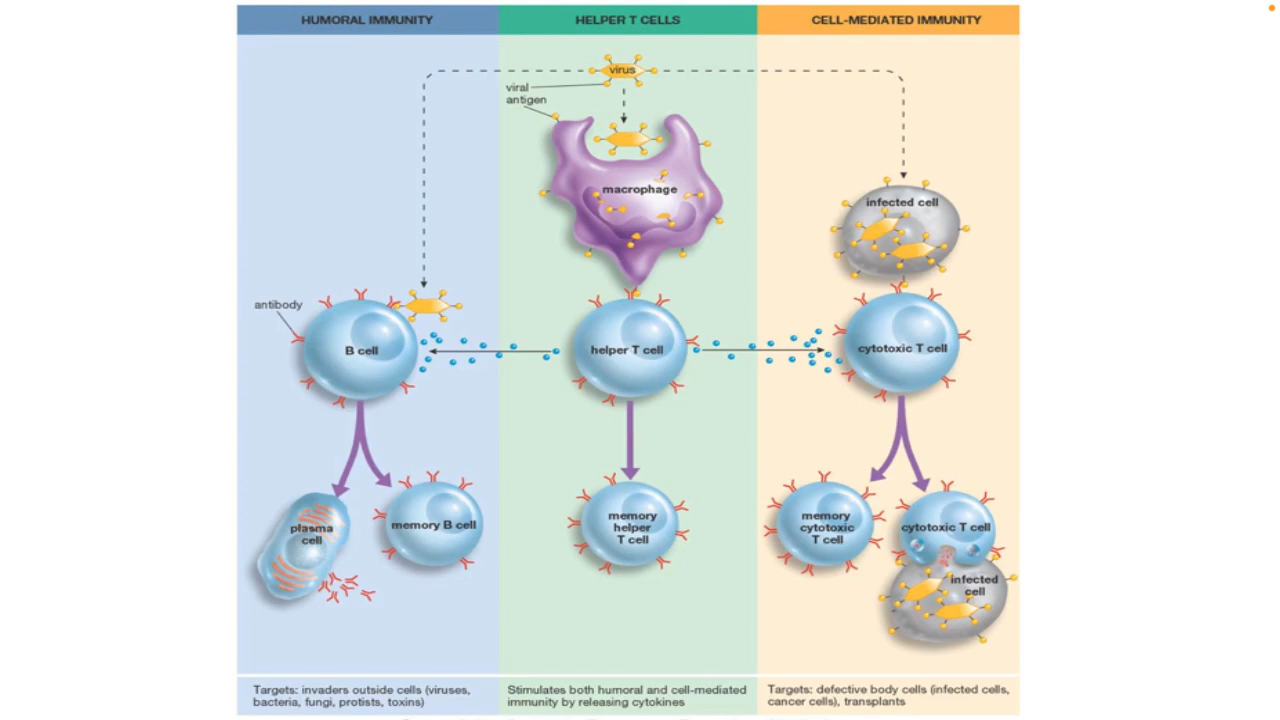 HUMORAL IMMUNITY
HELPER T CELLS
CELL-MEDIATED IMMUNITY
virus
viral
antigen
macrophage
infected cell
antibody
B cell
helper T cell
cytotoxic T cell
plasma
cell
memory B cell
memory
helper
T cell
memory
cytotoxic
T cell
cytotoxic T cell
infected
cell
Targets: invaders outside cells (viruses,
bacteria, fungi, protists, toxins)
Stimulates both humoral and cell-mediated
immunity by releasing cytokines
Targets: defective body cells (infected cells,
cancer cells), transplants